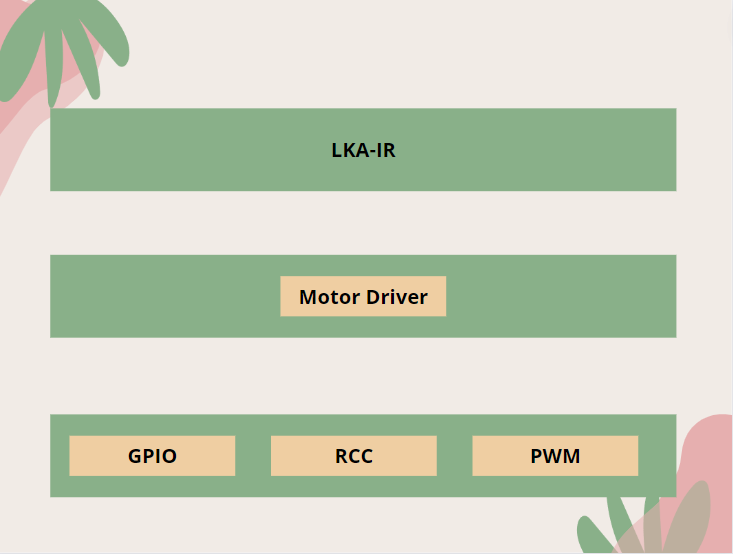 LKA-IR
Motor Driver
GPIO RCC PWM